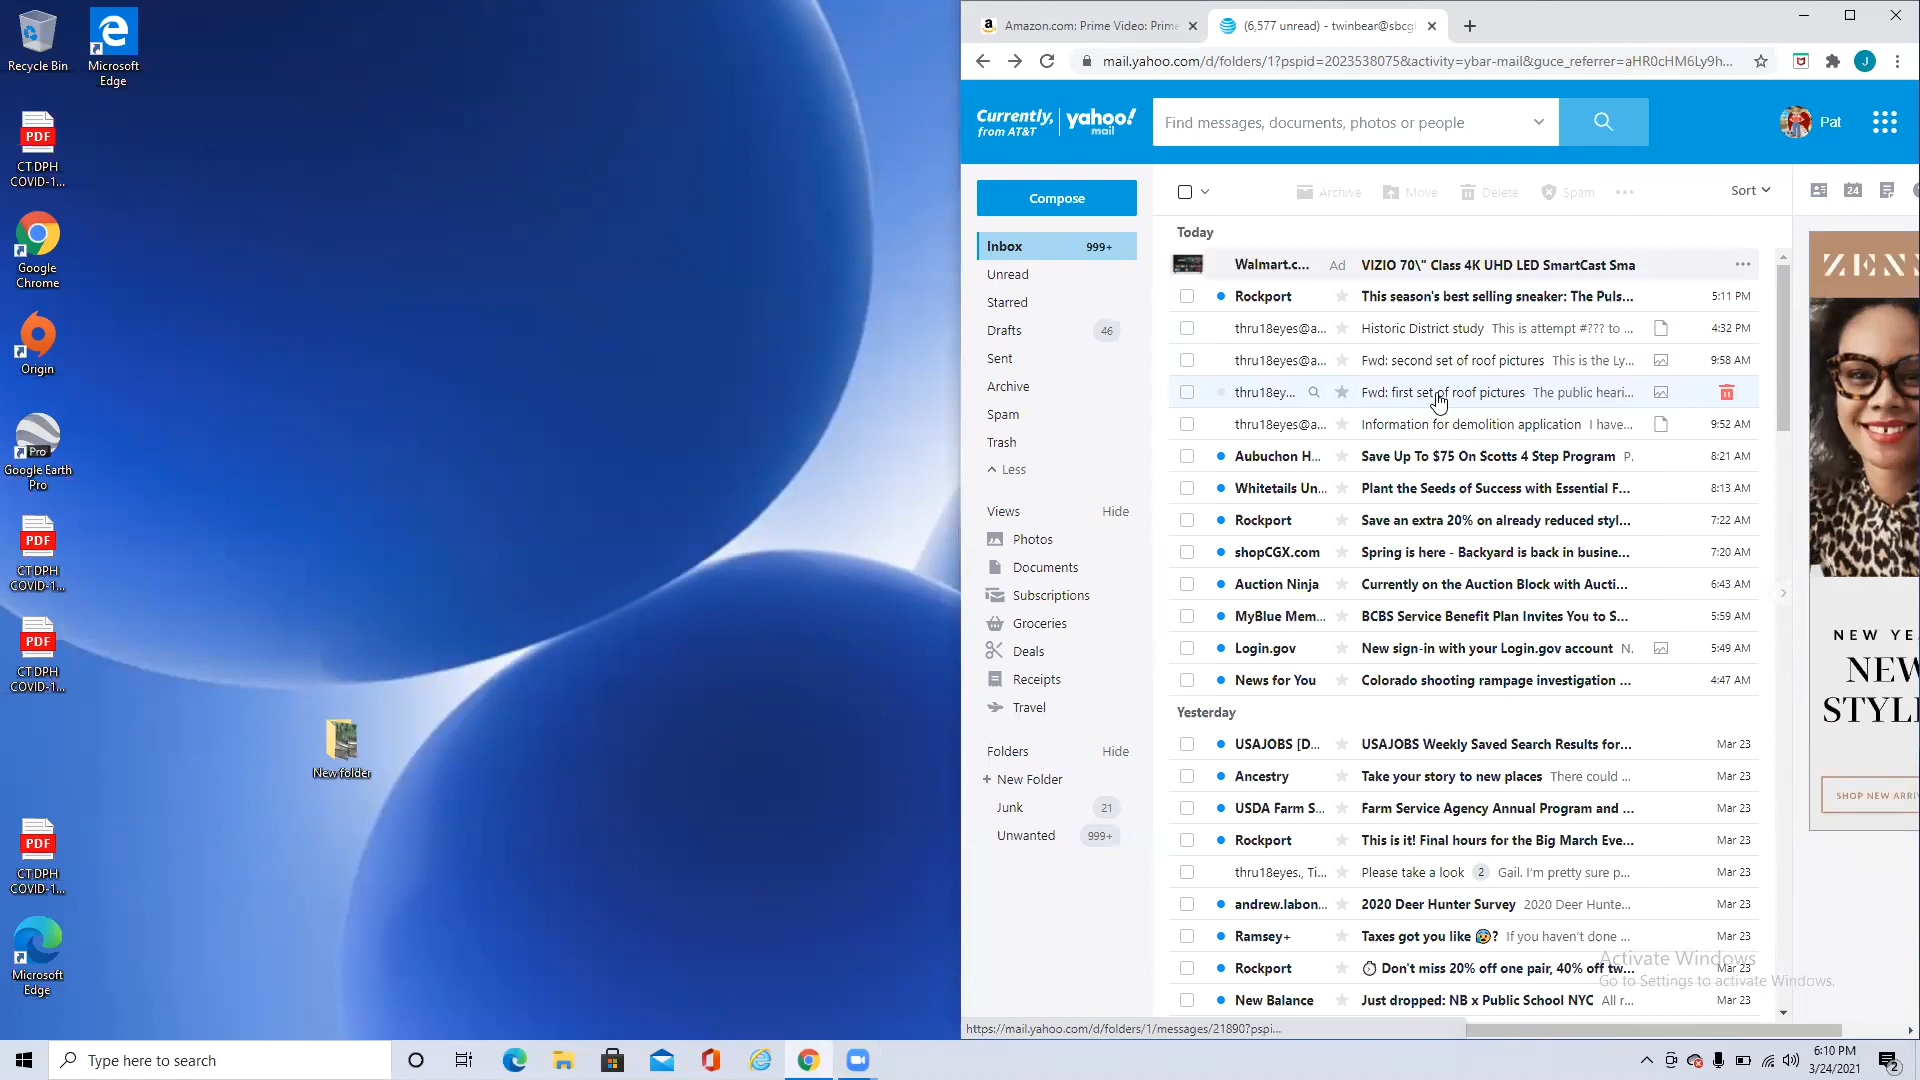 Recycle Bin
Microsoft
Edge
PDF
CT DPH
COVID-1...
Google
Chrome
Origin
Pro
Google Earth
Pro
PDF
CT DPH
COVID-1...
PDF
CT DPH
COVID-1...
New folder
PDF
CT DPH
COVID-1...
Microsoft
Edge
Amazon.com: Prime Video: Prime
(6,577 unread) - twinbear@sbcgl
mail.yahoo.com/d/folders/1?pspid=2023538075&activity=ybar-mail&guce_referrer=aHR0cHM6Ly9h...
J
Currently,
from AT&T
yahoo!
mail
Find messages, documents, photos or people
Pat
Compose
Inbox 999+
Unread
Starred
Drafts 46
Sent
Archive
Spam
Trash
Less
Views Hide
Photos
Documents
Subscriptions
Groceries
Deals
Receipts
Travel
Folders Hide
+ New Folder
Junk 21
Unwanted 999+
Archive Move Delete Spam ••• Sort
24
Today
Walmart.c... Ad VIZIO 70\" Class 4K UHD LED SmartCast Sma
Rockport This season's best selling sneaker: The Puls... 5:11 PM
thru18eyes@a... Historic District study This is attempt #??? to ... 4:32 PM
thru18eyes@a... Fwd: second set of roof pictures This is the Ly... 9:58 AM
thru18ey... Fwd: first set of roof pictures The public heari...
thru18eyes@a... Information for demolition application I have... 9:52 AM
Aubuchon H... Save Up To $75 On Scotts 4 Step Program P. 8:21 AM
Whitetails Un... Plant the Seeds of Success with Essential F... 8:13 AM
Rockport Save an extra 20% on already reduced styl... 7:22 AM
shopCGX.com Spring is here - Backyard is back in busine... 7:20 AM
Auction Ninja Currently on the Auction Block with Aucti... 6:43 AM
MyBlue Mem... BCBS Service Benefit Plan Invites You to S... 5:59 AM
Login.gov New sign-in with your Login.gov account N. 5:49 AM
News for You Colorado shooting rampage investigation ... 4:47 AM
Yesterday
USAJOBS [D... USAJOBS Weekly Saved Search Results for... Mar 23
Ancestry Take your story to new places There could ... Mar 23
USDA Farm S... Farm Service Agency Annual Program and ... Mar 23
Rockport This is it! Final hours for the Big March Eve... Mar 23
thru18eyes., Ti... Please take a look 2 Gail. I'm pretty sure p... Mar 23
andrew.labon... 2020 Deer Hunter Survey 2020 Deer Hunte... Mar 23
Ramsey+ Taxes got you like 😰? If you haven't done ... Mar 23
Rockport ⏱ Don't miss 20% off one pair, 40% off tw... Mar 23
New Balance Just dropped: NB x Public School NYC All r... Mar 23
Activate Windows
Go to Settings to activate Windows.
ZENN
NEW YE
NEW
STYL
SHOP NEW ARRIV
https://mail.yahoo.com/d/folders/1/messages/21890?pspi...
Type here to search
6:10 PM
3/24/2021
2